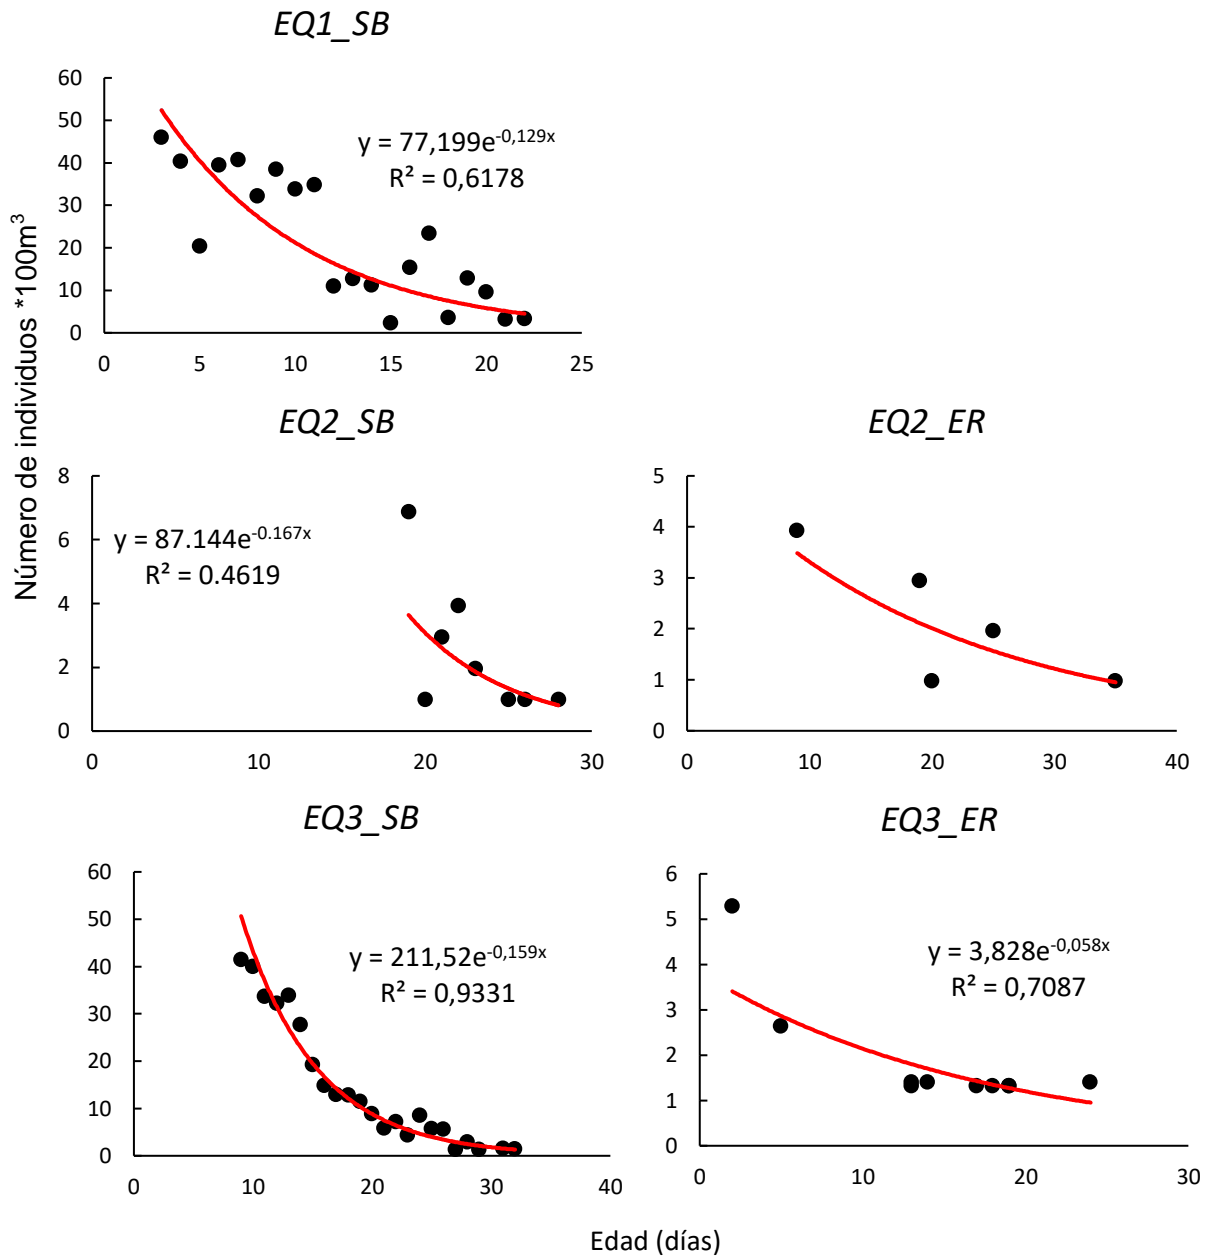 EQ1_SB
Número de individuos *100m³
60
50
40
30
20
10
0
y = 77,199e^-0,129x
R² = 0,6178
0 5 10 15 20 25
EQ2_SB
8
6
4
2
0
y = 87.144e^-0.167x
R² = 0.4619
0 10 20 30
EQ2_ER
5
4
3
2
1
0
0 10 20 30 40
EQ3_SB
60
50
40
30
20
10
0
y = 211,52e^-0,159x
R² = 0,9331
0 10 20 30 40
EQ3_ER
6
5
4
3
2
1
0
y = 3,828e^-0,058x
R² = 0,7087
0 10 20 30
Edad (días)